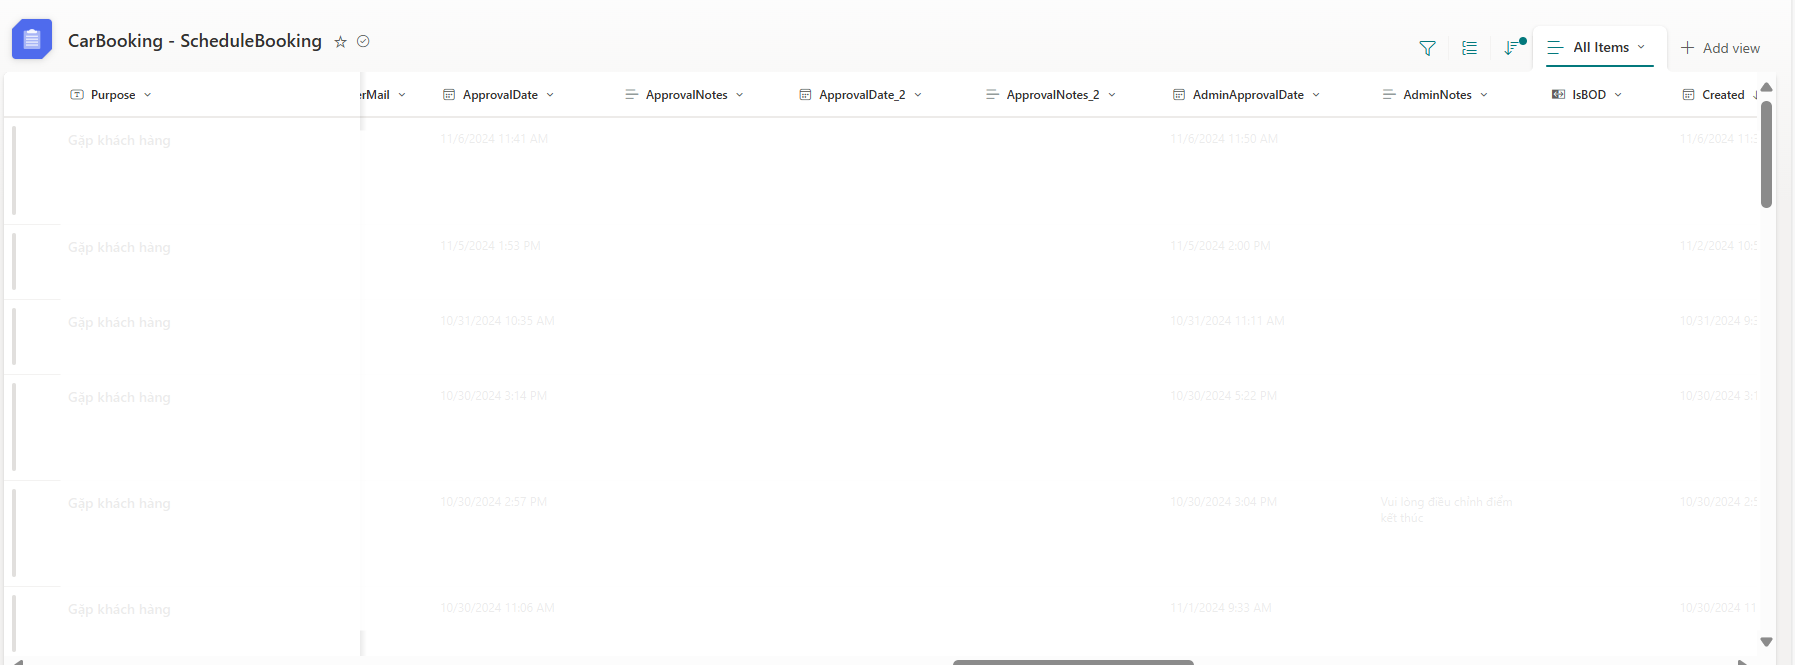 CarBooking - ScheduleBooking
All Items
Add view
Purpose
erMail
ApprovalDate
ApprovalNotes
ApprovalDate_2
ApprovalNotes_2
AdminApprovalDate
AdminNotes
IsBOD
Created
Gặp khách hàng
11/6/2024 11:41 AM
11/6/2024 11:50 AM
11/6/2024 11:3
Gặp khách hàng
11/5/2024 1:53 PM
11/5/2024 2:00 PM
11/2/2024 10:5
Gặp khách hàng
10/31/2024 10:35 AM
10/31/2024 11:11 AM
10/31/2024 9:3
Gặp khách hàng
10/30/2024 3:14 PM
10/30/2024 5:22 PM
10/30/2024 3:1
Gặp khách hàng
10/30/2024 2:57 PM
10/30/2024 3:04 PM
Vui lòng điều chỉnh điểm
kết thúc
10/30/2024 2:5
Gặp khách hàng
10/30/2024 11:06 AM
11/1/2024 9:33 AM
10/30/2024 11